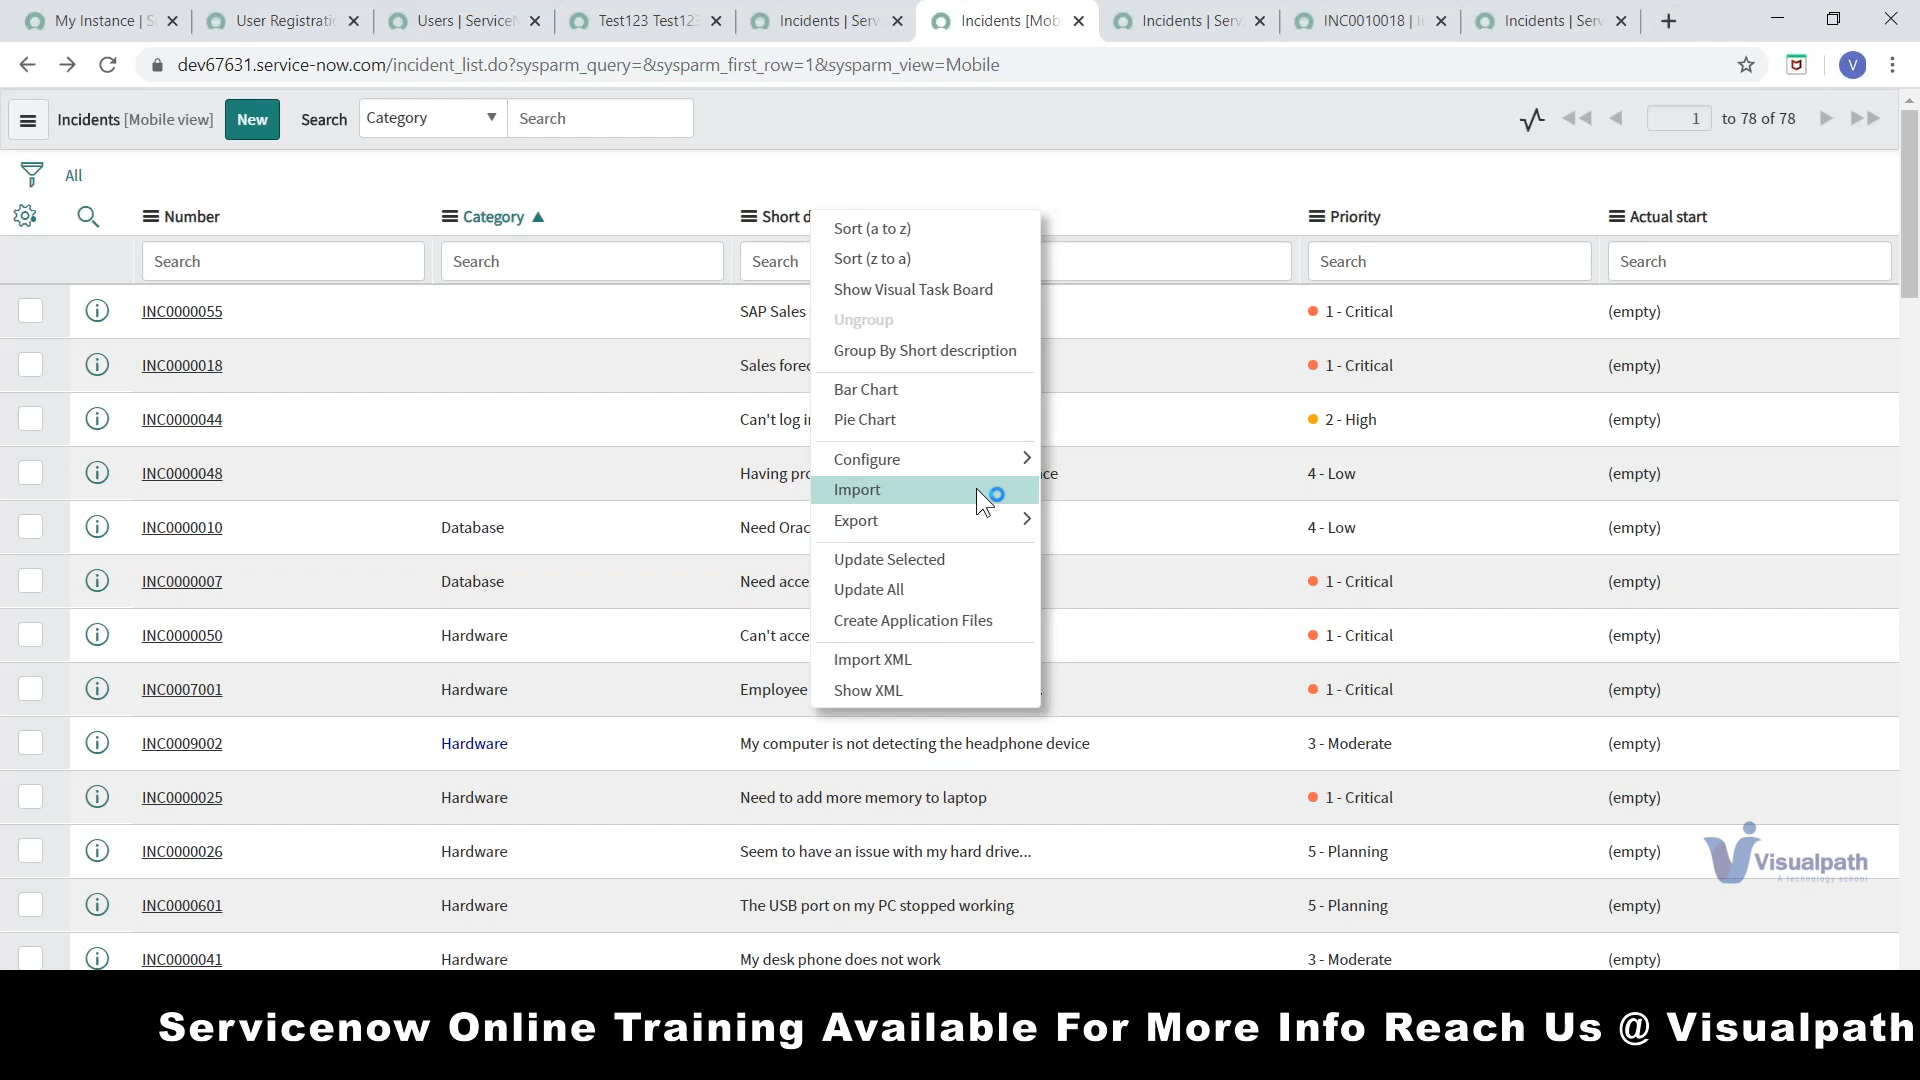 My Instance | S
User Registrati
Users | ServiceN
Test123 Test123
Incidents | Serv
Incidents [Mob
Incidents | Serv
INC0010018 | In
Incidents | Serv
dev67631.service-now.com/incident_list.do?sysparm_query=&sysparm_first_row=1&sysparm_view=Mobile
V
Incidents [Mobile view] New Search Category Search 1 to 78 of 78
All
Number Category Short d Priority Actual start
Search Search Search Search Search
INC0000055 SAP Sales 1 - Critical (empty)
INC0000018 Sales forec 1 - Critical (empty)
INC0000044 Can't log i 2 - High (empty)
INC0000048 Having pro ce 4 - Low (empty)
INC0000010 Database Need Orac 4 - Low (empty)
INC0000007 Database Need acce 1 - Critical (empty)
INC0000050 Hardware Can't acce 1 - Critical (empty)
INC0007001 Hardware Employee . 1 - Critical (empty)
INC0009002 Hardware My computer is not detecting the headphone device 3 - Moderate (empty)
INC0000025 Hardware Need to add more memory to laptop 1 - Critical (empty)
INC0000026 Hardware Seem to have an issue with my hard drive... 5 - Planning (empty)
INC0000601 Hardware The USB port on my PC stopped working 5 - Planning (empty)
INC0000041 Hardware My desk phone does not work 3 - Moderate (empty)
Sort (a to z)
Sort (z to a)
Show Visual Task Board
Ungroup
Group By Short description
Bar Chart
Pie Chart
Configure
Import
Export
Update Selected
Update All
Create Application Files
Import XML
Show XML
Visualpath
A technology school
Servicenow Online Training Available For More Info Reach Us @ Visualpath